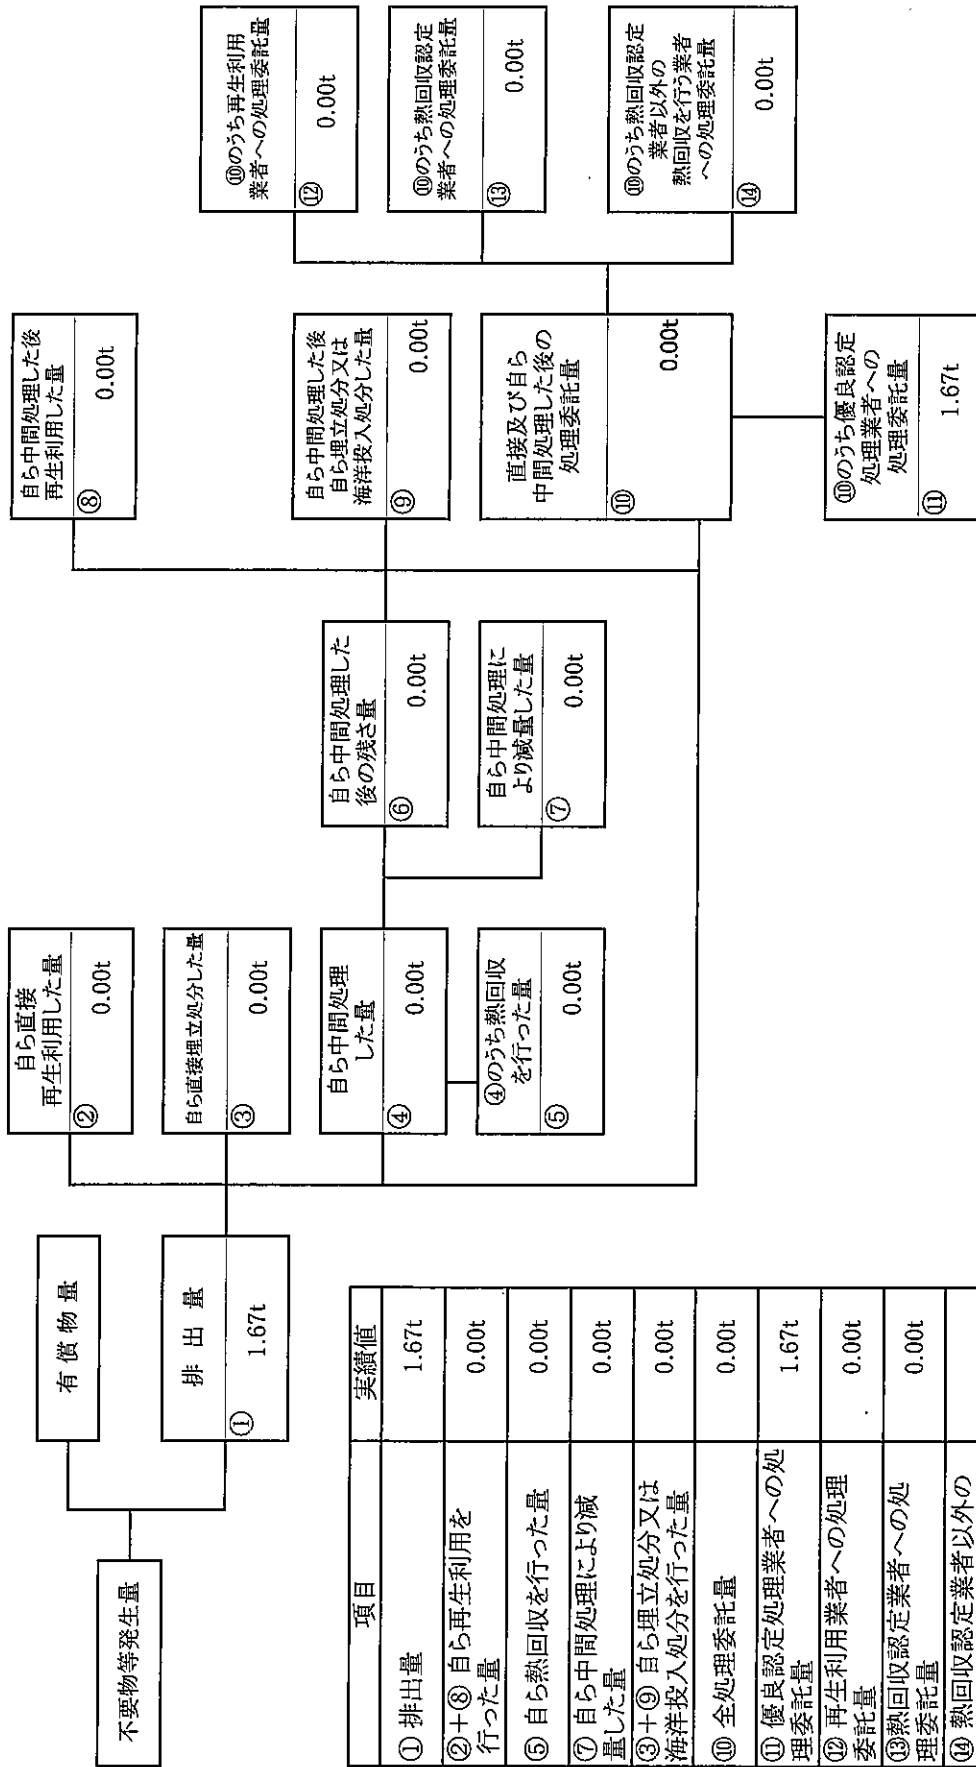 不要物等発生量
有償物量
排出量
①
1.67t
自ら直接
再生利用した量
②
0.00t
自ら直接埋立処分した量
③
0.00t
自ら中間処理
した量
④
0.00t
④のうち熱回収
を行った量
⑤
0.00t
自ら中間処理した
後の残さ量
⑥
0.00t
自ら中間処理に
より減量した量
⑦
0.00t
自ら中間処理した後
再生利用した量
⑧
0.00t
自ら中間処理した後
自ら埋立処分又は
海洋投入処分した量
⑨
0.00t
直接及び自ら
中間処理した後の
処理委託量
⑩
0.00t
⑩のうち優良認定
処理業者への
処理委託量
⑪
1.67t
⑩のうち再生利用
業者への処理委託量
⑫
0.00t
⑩のうち熱回収認定
業者への処理委託量
⑬
0.00t
⑩のうち熱回収認定
業者以外の
熱回収を行う業者
への処理委託量
⑭
0.00t
項目 実績値
① 排出量 1.67t
②+⑧ 自ら再生利用を
行った量 0.00t
⑤ 自ら熱回収を行った量 0.00t
⑦ 自ら中間処理により減
量した量 0.00t
③+⑨ 自ら埋立処分又は
海洋投入処分を行った量 0.00t
⑩ 全処理委託量 0.00t
⑪ 優良認定処理業者への処
理委託量 1.67t
⑫ 再生利用業者への処理
委託量 0.00t
⑬熱回収認定業者への処
理委託量 0.00t
⑭ 熱回収認定業者以外の